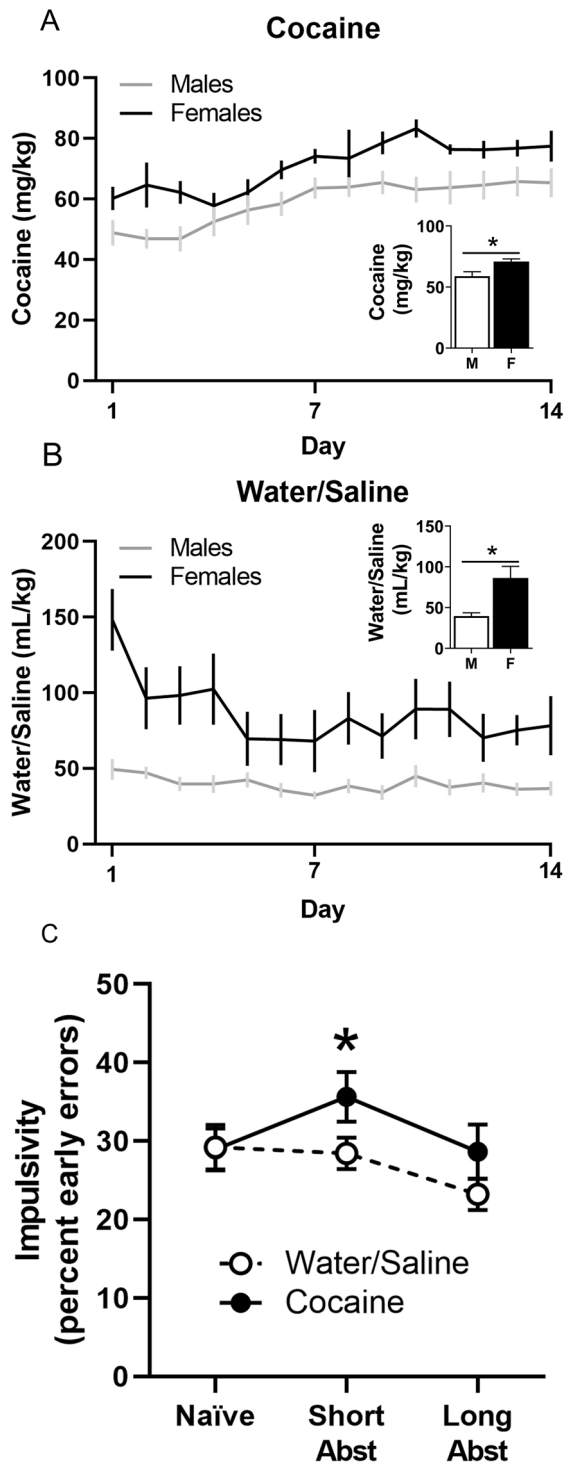 A
Cocaine
Cocaine (mg/kg)
100
80
60
40
20
0
Males
Females
Cocaine
(mg/kg)
100
50
0
*
M
F
1
7
14
Day
B
Water/Saline
Water/Saline (mL/kg)
200
150
100
50
0
Males
Females
Water/Saline
(mL/kg)
150
100
50
0
*
M
F
1
7
14
Day
C
Impulsivity
(percent early errors)
50
40
30
20
10
0
*
Water/Saline
Cocaine
Naïve
Short
Abst
Long
Abst